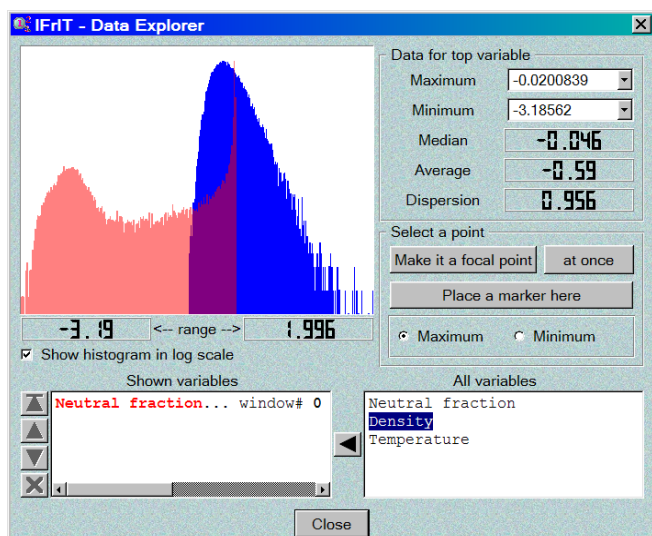 IFrIT - Data Explorer
Data for top variable
Maximum -0.0200839
Minimum -3.18562
Median -0.046
Average -0.59
Dispersion 0.956
Select a point
Make it a focal point at once
Place a marker here
Maximum Minimum
-3.19 <-- range --> 1.996
Show histogram in log scale
Shown variables
Neutral fraction... window# 0
All variables
Neutral fraction
Density
Temperature
Close